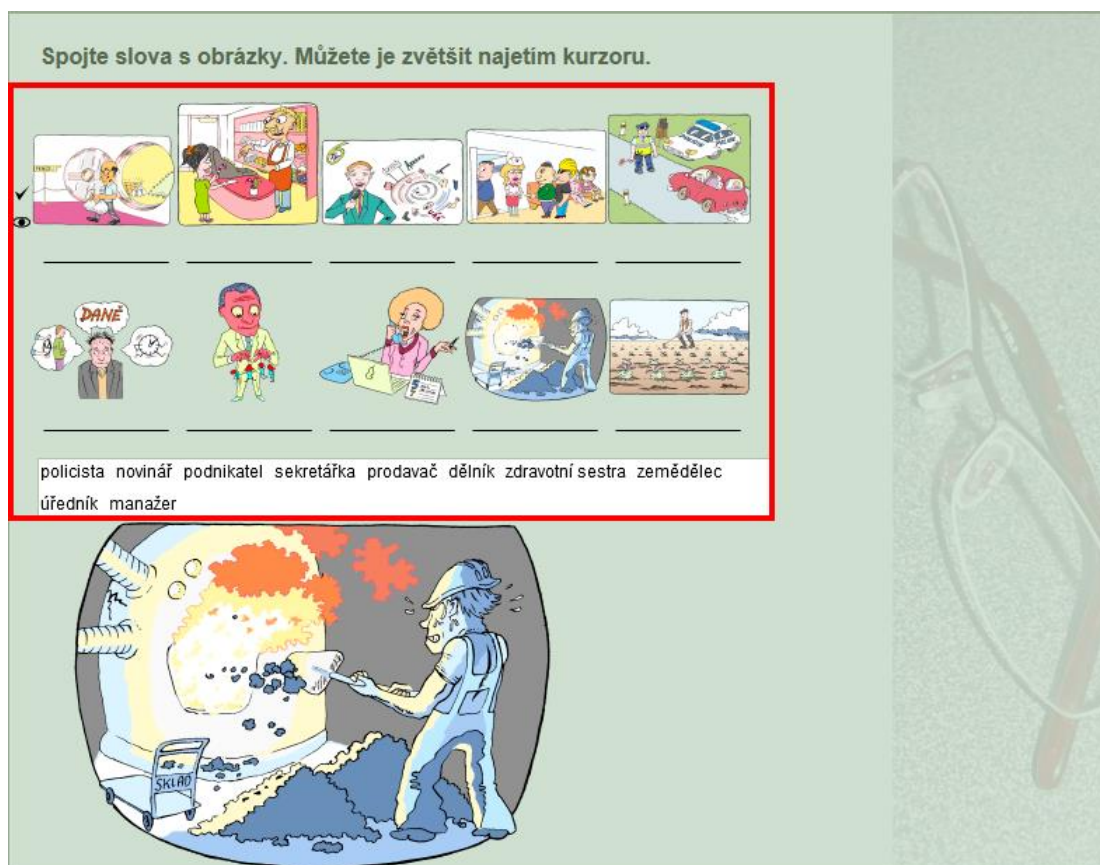 Spojte slova s obrázky. Můžete je zvětšit najetím kurzoru.
DANĚ
policista novinář podnikatel sekretářka prodavač dělník zdravotní sestra zemědělec
úředník manažer
SKLAD